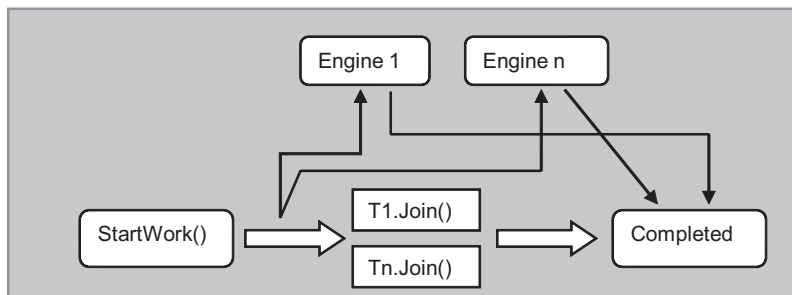 Engine 1
Engine n
T1.Join()
StartWork()
Completed
Tn.Join()